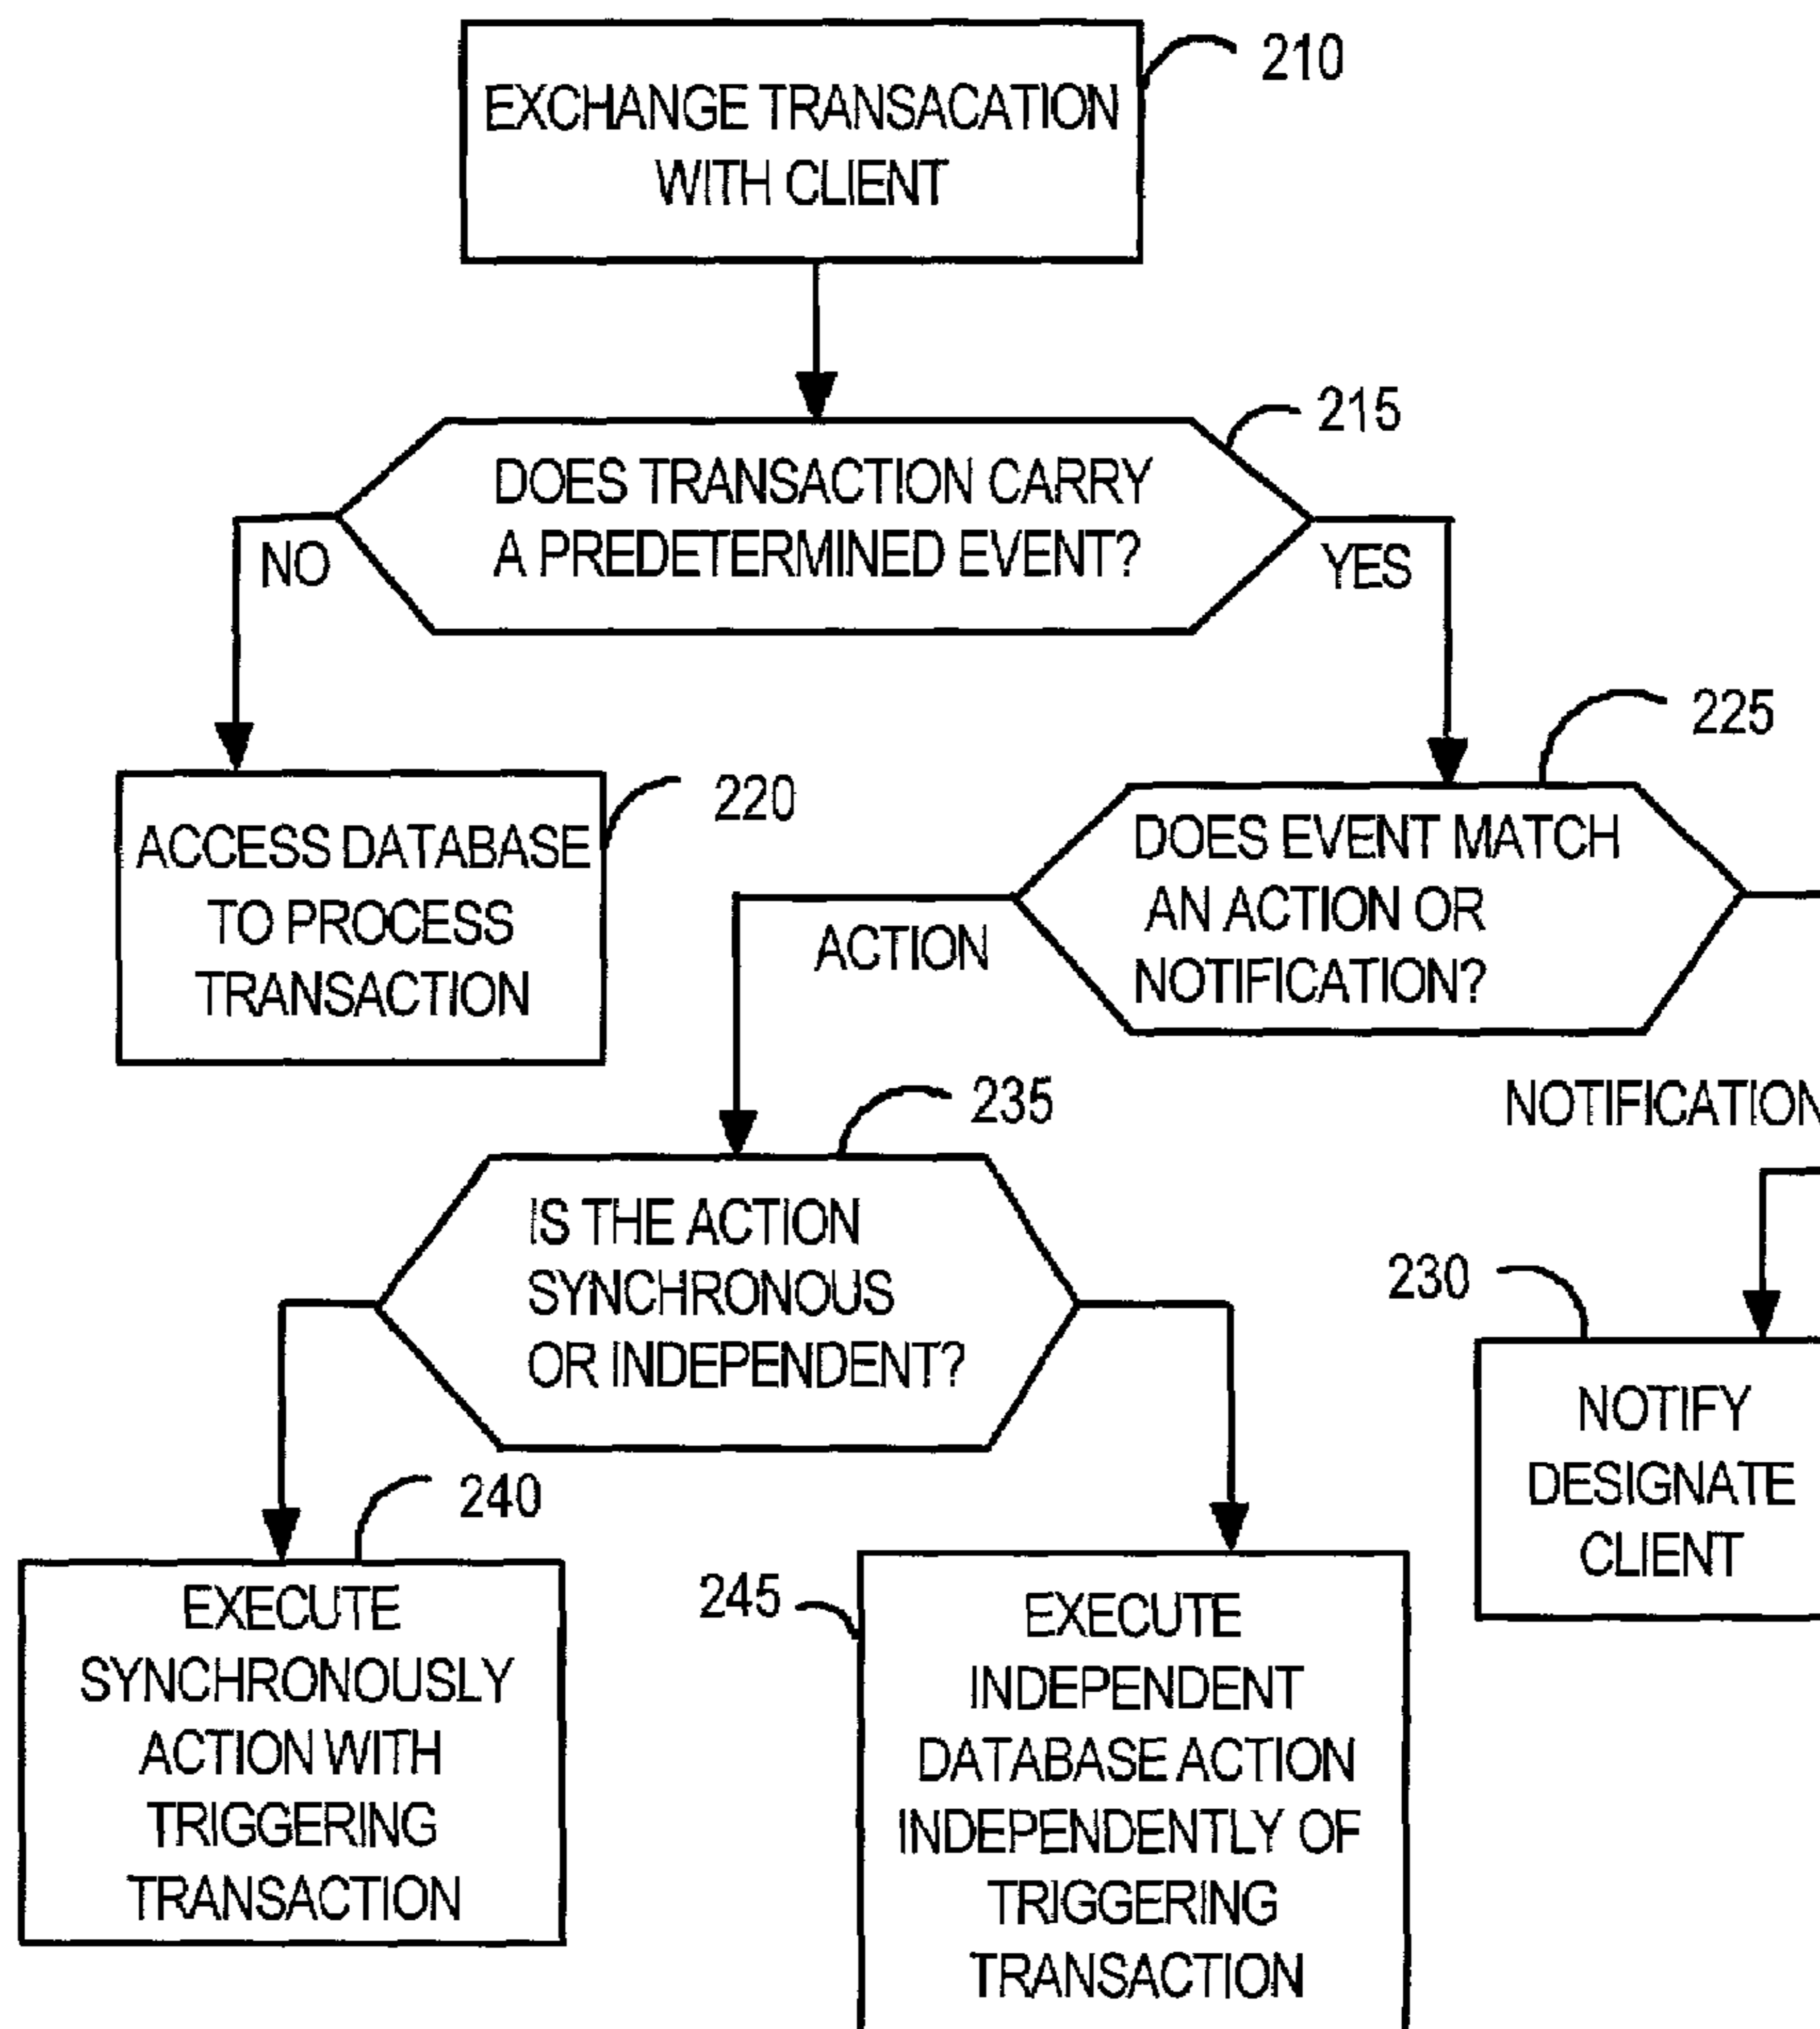 EXCHANGE TRANSACATION
WITH CLIENT
210
DOES TRANSACTION CARRY
A PREDETERMINED EVENT?
215
NO
YES
ACCESS DATABASE
TO PROCESS
TRANSACTION
220
DOES EVENT MATCH
AN ACTION OR
NOTIFICATION?
225
ACTION
NOTIFICATION
IS THE ACTION
SYNCHRONOUS
OR INDEPENDENT?
235
230
NOTIFY
DESIGNATE
CLIENT
240
EXECUTE
SYNCHRONOUSLY
ACTION WITH
TRIGGERING
TRANSACTION
245
EXECUTE
INDEPENDENT
DATABASE ACTION
INDEPENDENTLY OF
TRIGGERING
TRANSACTION